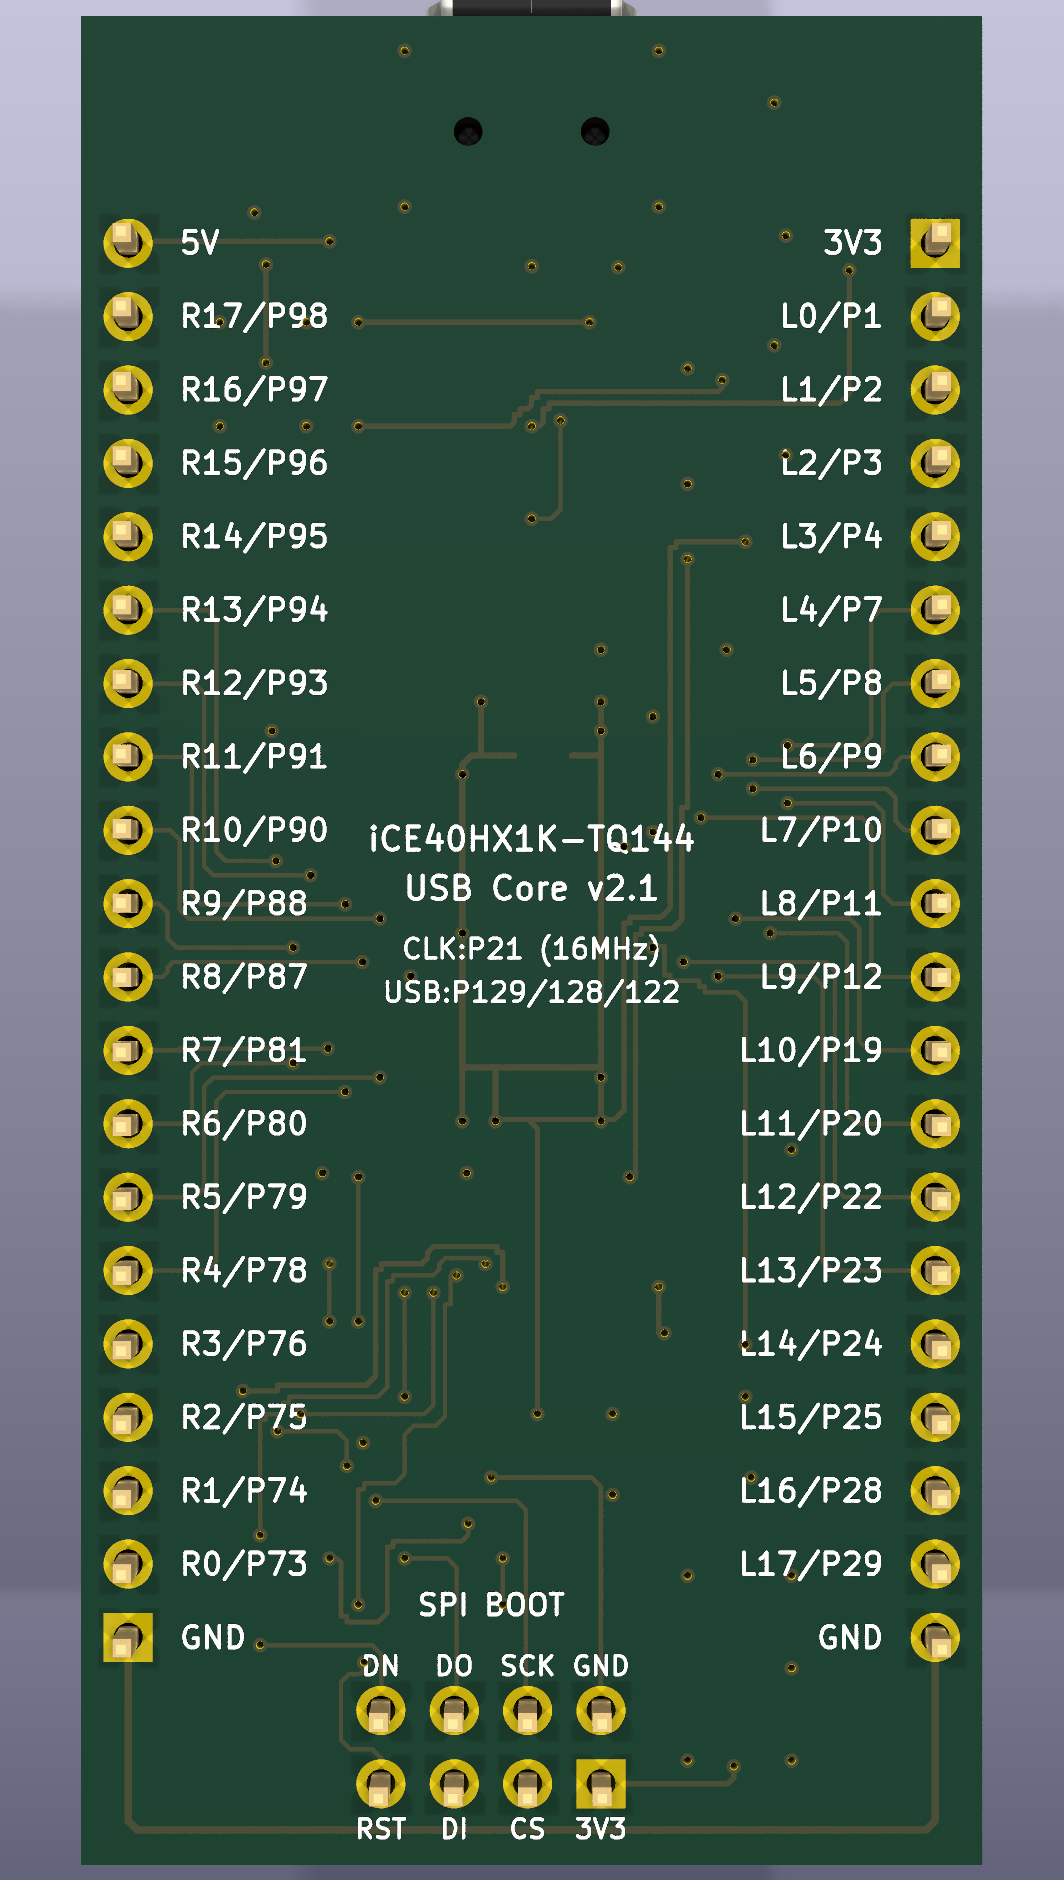 5V 3V3
R17/P98 L0/P1
R16/P97 L1/P2
R15/P96 L2/P3
R14/P95 L3/P4
R13/P94 L4/P7
R12/P93 L5/P8
R11/P91 L6/P9
R10/P90 iCE40HX1K-TQ144 L7/P10
USB Core v2.1
R9/P88 L8/P11
CLK:P21 (16MHz)
R8/P87 L9/P12
USB:P129/128/122
R7/P81 L10/P19
R6/P80 L11/P20
R5/P79 L12/P22
R4/P78 L13/P23
R3/P76 L14/P24
R2/P75 L15/P25
R1/P74 L16/P28
R0/P73 L17/P29
SPI BOOT
GND GND
DN DO SCK GND
RST DI CS 3V3